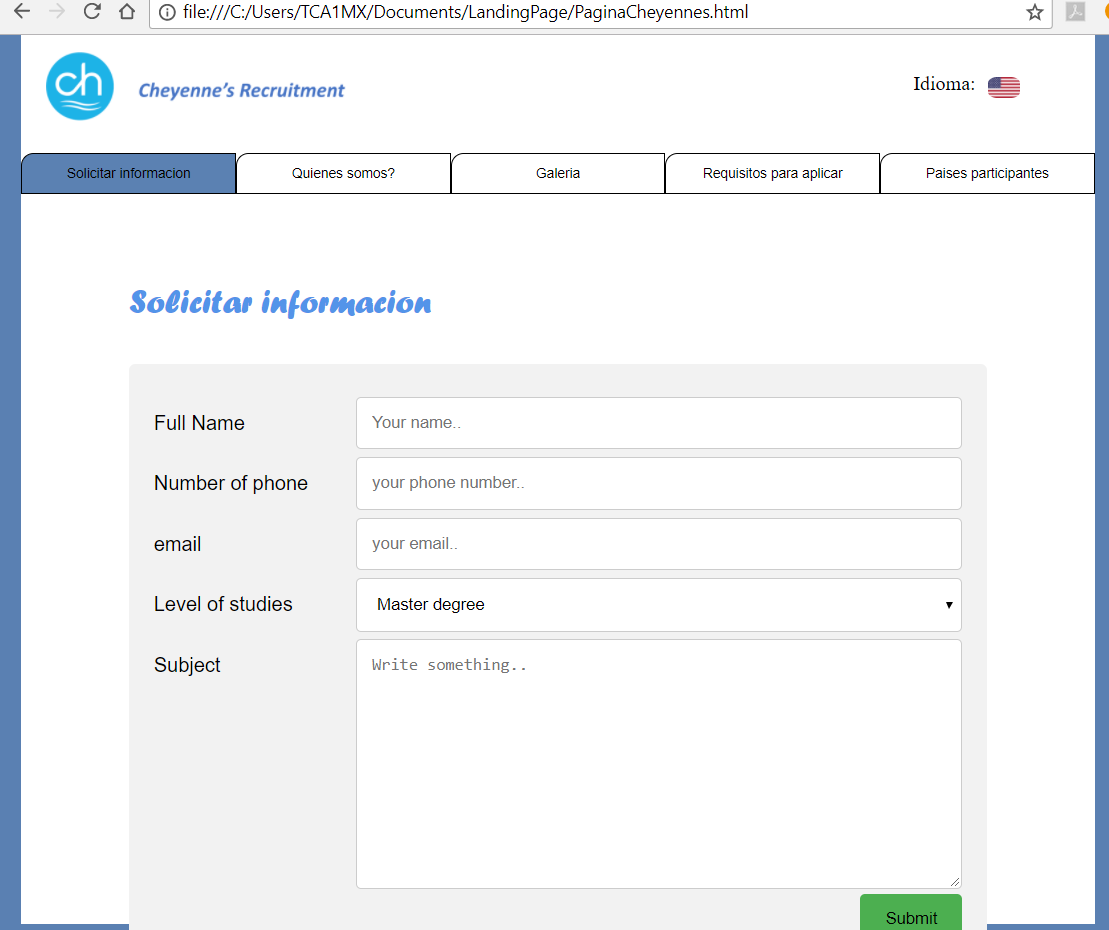 file:///C:/Users/TCA1MX/Documents/LandingPage/PaginaCheyennes.html
ch Cheyenne's Recruitment Idioma:
Solicitar informacion Quienes somos? Galeria Requisitos para aplicar Paises participantes
Solicitar informacion
Full Name Your name..
Number of phone your phone number..
email your email..
Level of studies Master degree
Subject Write something..
Submit